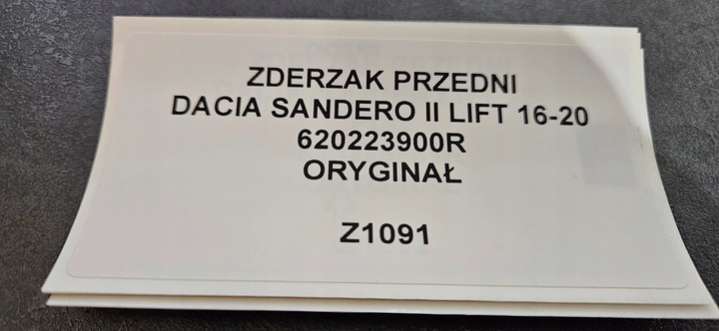 ZDERZAK PRZEDNI
DACIA SANDERO II LIFT 16-20
620223900R
ORYGINAŁ
Z1091